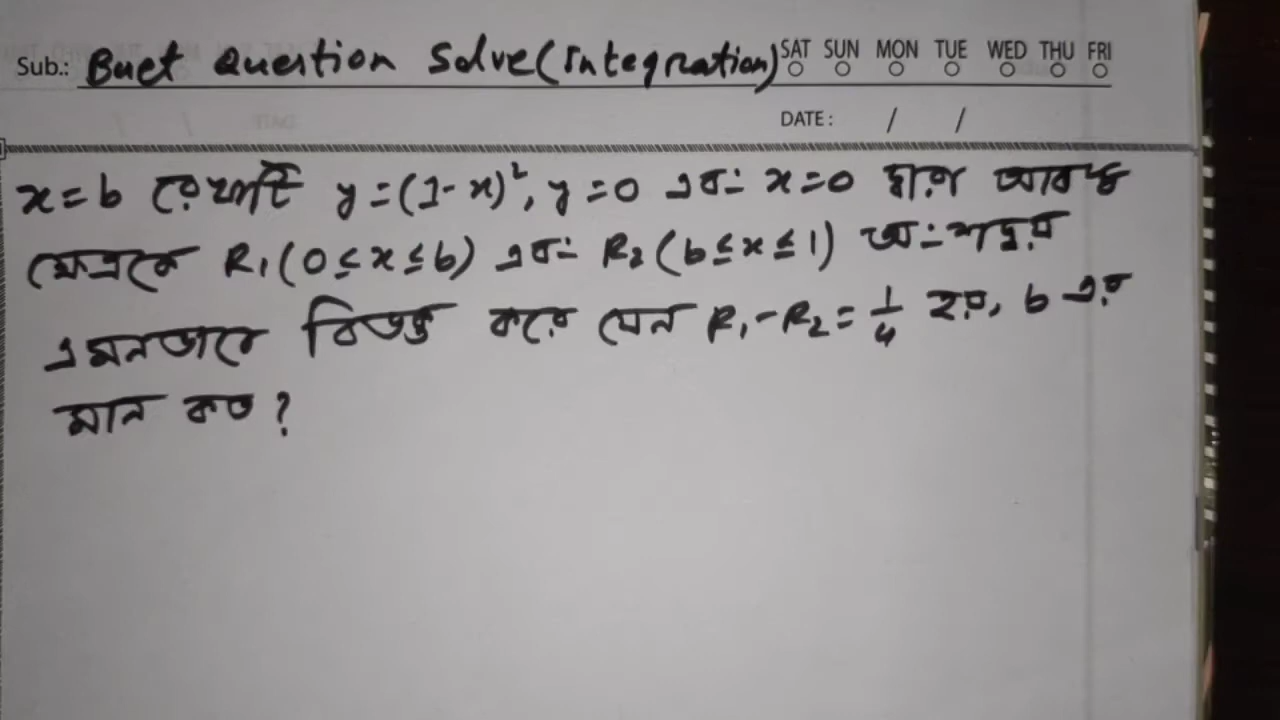 Sub.: Buet Question Solve (Integration) SAT SUN MON TUE WED THU FRI
DATE: / /
x = b রেখাটি y = (1 - x)², y = 0 এবং x = 0 দ্বারা আবদ্ধ
ক্ষেত্রকে R₁ (0 ≤ x ≤ b) এবং R₂ (b ≤ x ≤ 1) অংশদ্বয়
এমনভাবে বিভক্ত করে যেন R₁ - R₂ = 1/4 হয়, b এর
মান কত ?